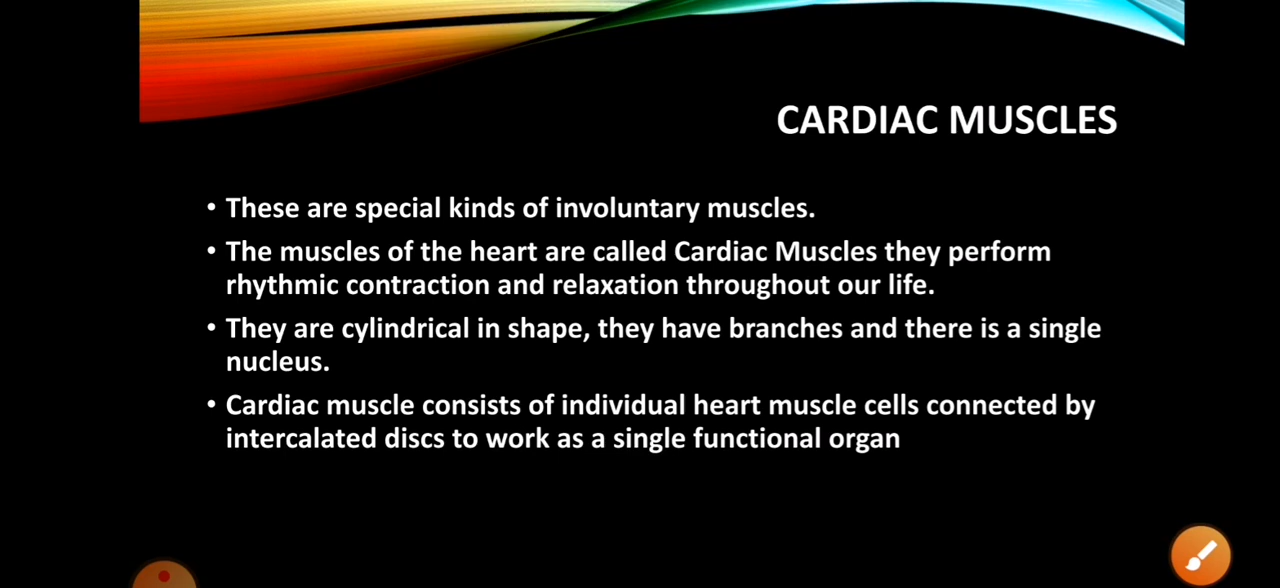 CARDIAC MUSCLES
• These are special kinds of involuntary muscles.
• The muscles of the heart are called Cardiac Muscles they perform
rhythmic contraction and relaxation throughout our life.
• They are cylindrical in shape, they have branches and there is a single
nucleus.
• Cardiac muscle consists of individual heart muscle cells connected by
intercalated discs to work as a single functional organ